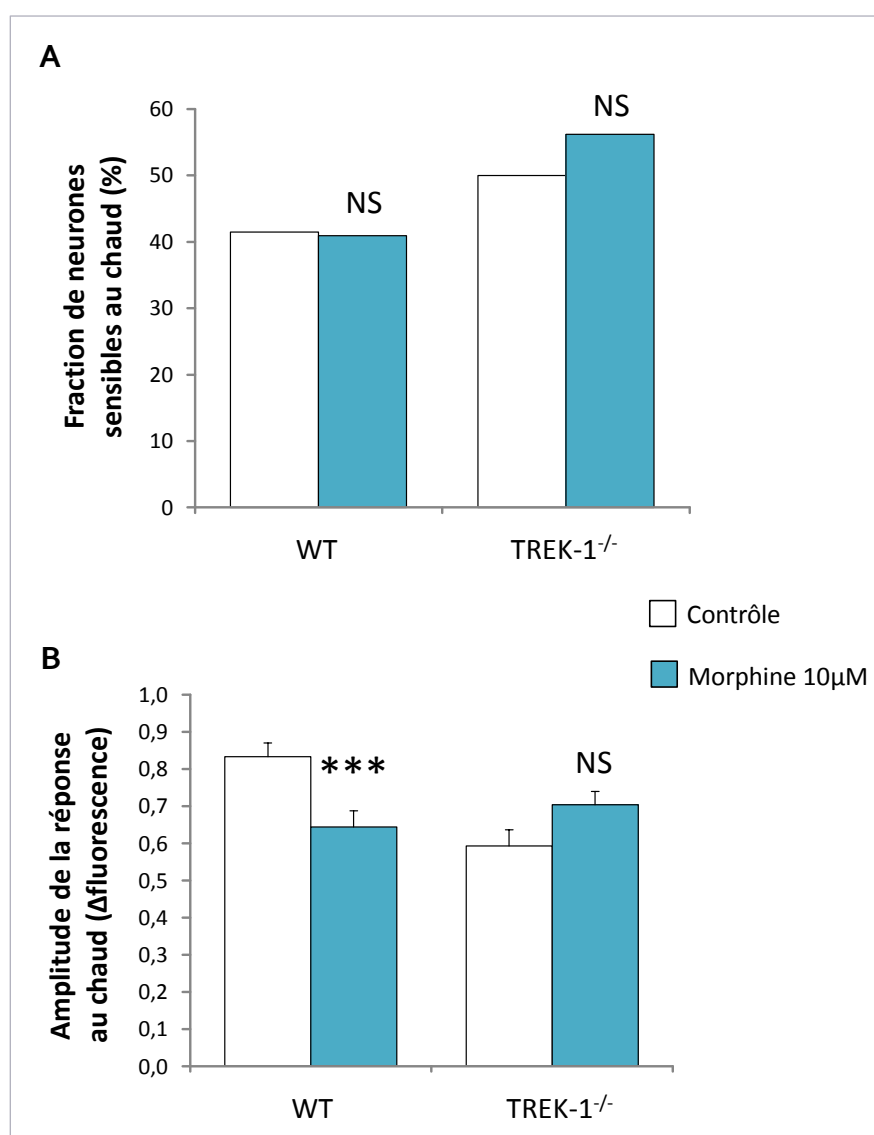 A
Fraction de neurones
sensibles au chaud (%)
60
50
40
30
20
10
0
NS
NS
WT
TREK-1-/-
Contrôle
Morphine 10µM
B
Amplitude de la réponse
au chaud (Δfluorescence)
1,0
0,9
0,8
0,7
0,6
0,5
0,4
0,3
0,2
0,1
0,0
***
NS
WT
TREK-1-/-